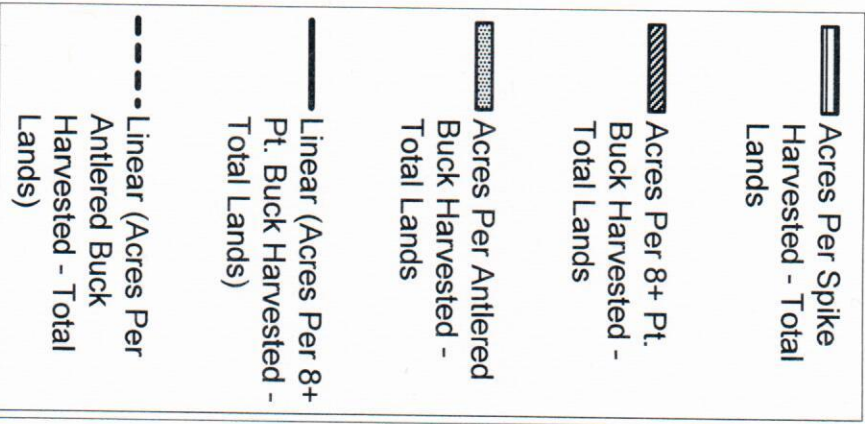 Acres Per Spike
Harvested - Total
Lands
Acres Per 8+ Pt.
Buck Harvested -
Total Lands
Acres Per Antlered
Buck Harvested -
Total Lands
Linear (Acres Per 8+
Pt. Buck Harvested -
Total Lands)
Linear (Acres Per
Antlered Buck
Harvested - Total
Lands)